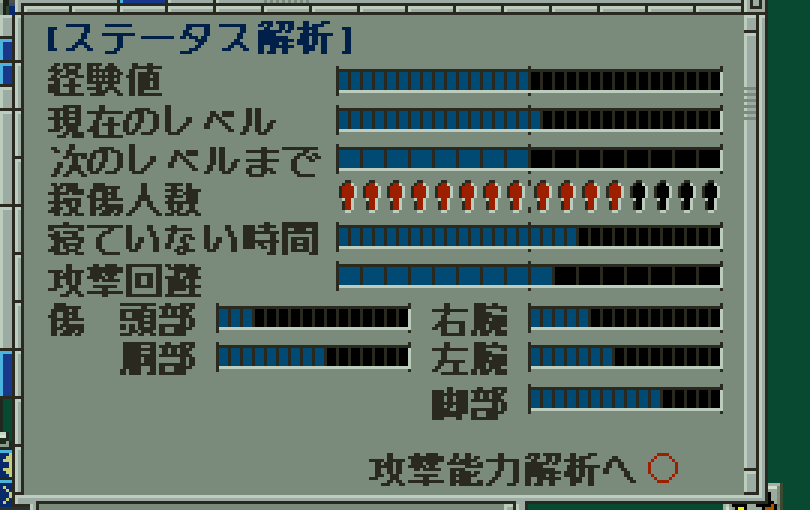 [ステータス解析]
経験値
現在のレベル
次のレベルまで
殺傷人数
寝ていない時間
攻撃回避
傷 頭部 右腕
胴部 左腕
脚部
攻撃能力解析へ○